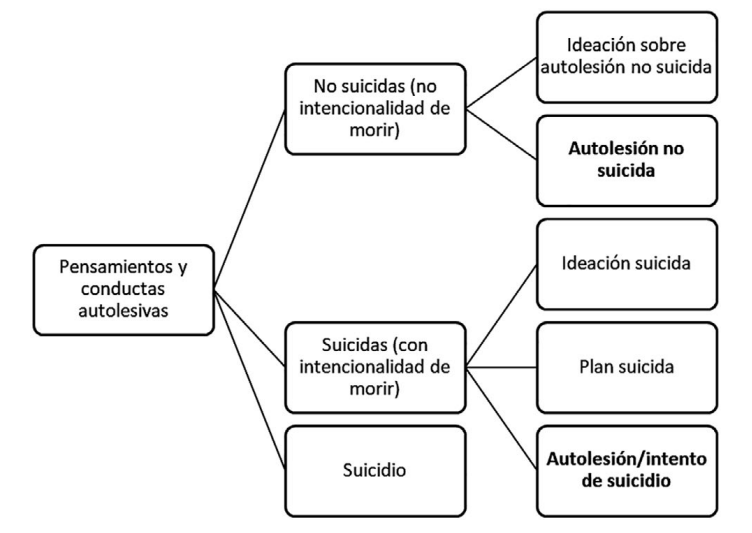 Pensamientos y
conductas
autolesivas
No suicidas (no
intencionalidad de
morir)
Ideación sobre
autolesión no suicida
Autolesión no
suicida
Suicidas (con
intencionalidad de
morir)
Ideación suicida
Plan suicida
Autolesión/intento
de suicidio
Suicidio